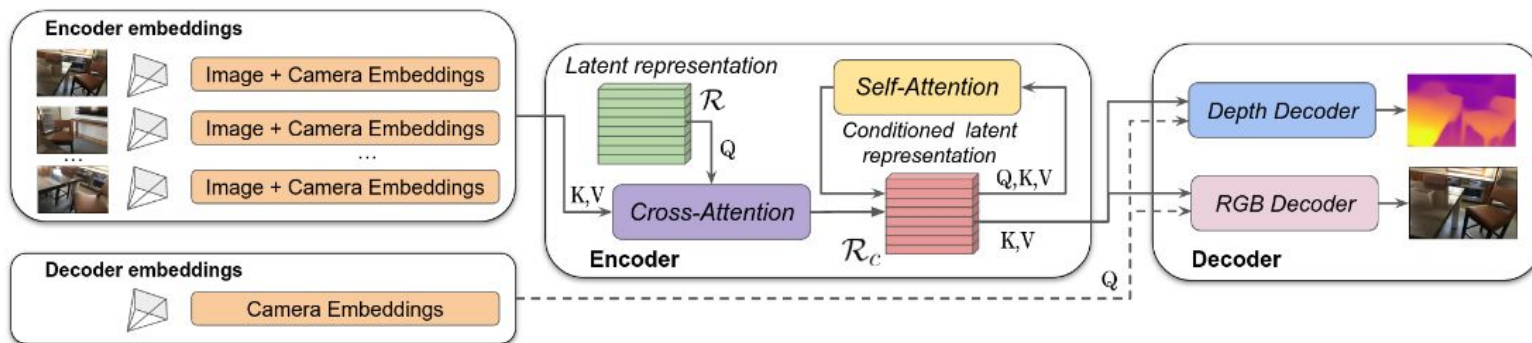 Encoder embeddings
Image + Camera Embeddings
Image + Camera Embeddings
... ...
Image + Camera Embeddings
K,V
Latent representation
R
Q
Cross-Attention
Self-Attention
Conditioned latent
representation
Q,K,V
R_c
K,V
Encoder
Depth Decoder
RGB Decoder
Decoder
Decoder embeddings
Camera Embeddings
Q